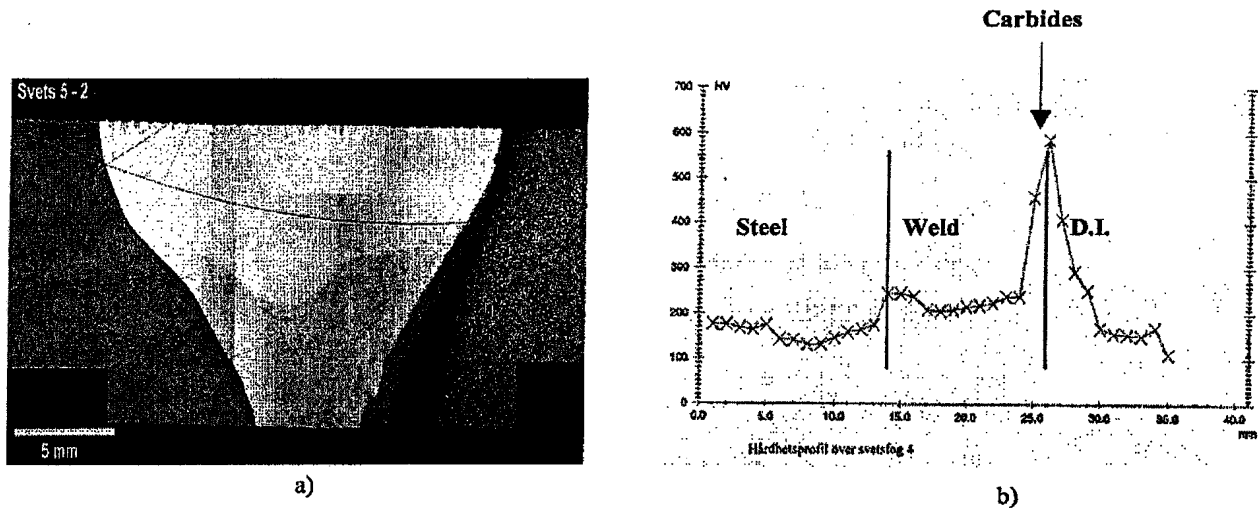 Carbides
Svets 5-2
5 mm
a)
700 HV
600
500
400
300
200
100
0
Steel Weld D.I.
0.0 5.0 10.0 15.0 20.0 25.0 30.0 35.0 40.0
mm
Hårdhetsprofil över svetsfog 4
b)